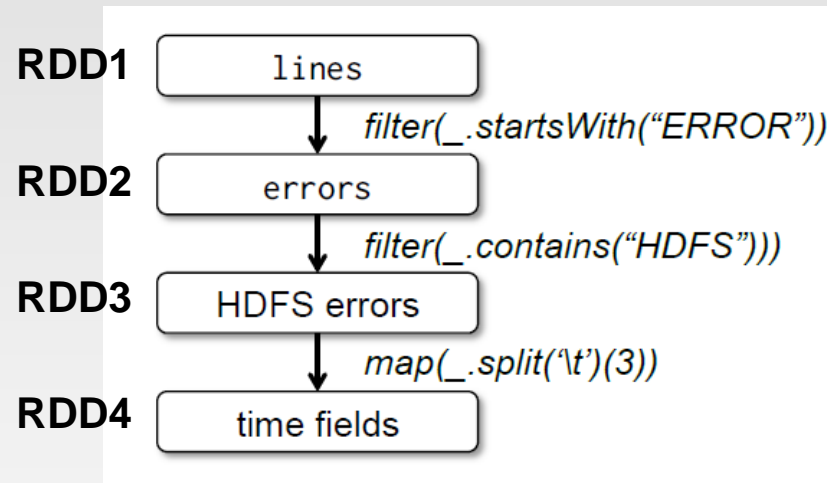 RDD1 lines
filter(_.startsWith(“ERROR”))
RDD2 errors
filter(_.contains(“HDFS”)))
RDD3 HDFS errors
map(_.split(‘\t’)(3))
RDD4 time fields